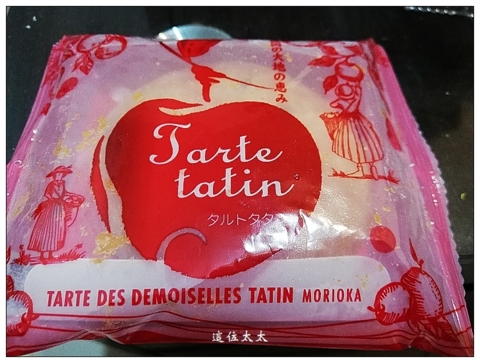 の大地の恵み
Tarte
tatin
タルトタタ
TARTE DES DEMOISELLES TATIN MORIOKA
這位太太